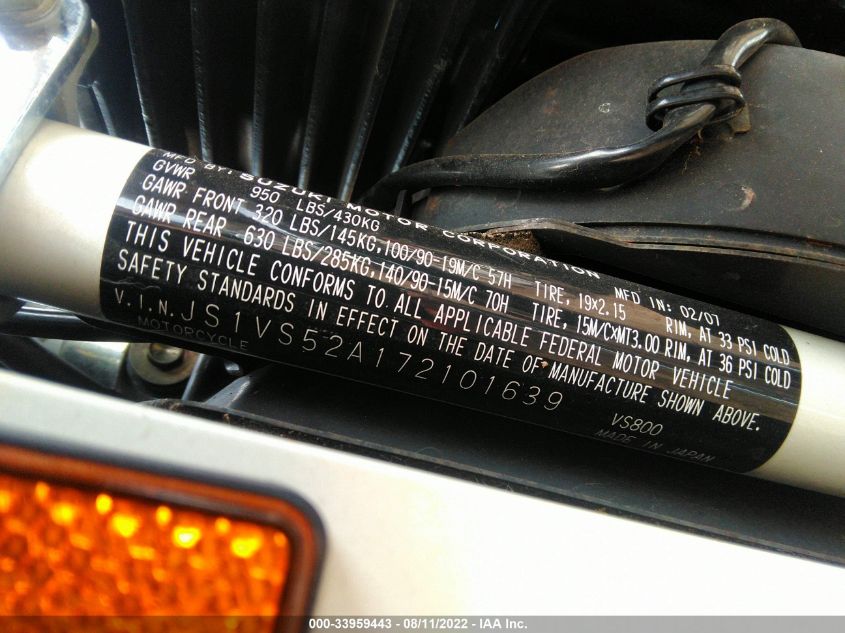 MFD BY: SUZUKI MOTOR CORPORATION MFD IN: 02/07
GVWR 950 LBS/430KG
GAWR FRONT 320 LBS/145KG,100/90-19M/C 57H TIRE, 19x2.15 RIM, AT 33 PSI COLD
GAWR REAR 630 LBS/285KG,140/90-15M/C 70H TIRE, 15M/CxMT3.00 RIM, AT 36 PSI COLD
THIS VEHICLE CONFORMS TO ALL APPLICABLE FEDERAL MOTOR VEHICLE
SAFETY STANDARDS IN EFFECT ON THE DATE OF MANUFACTURE SHOWN ABOVE.
V.I.N. JS1VS52A172101639 VS800
MOTORCYCLE MADE IN JAPAN
000-33959443 - 08/11/2022 - IAA Inc.